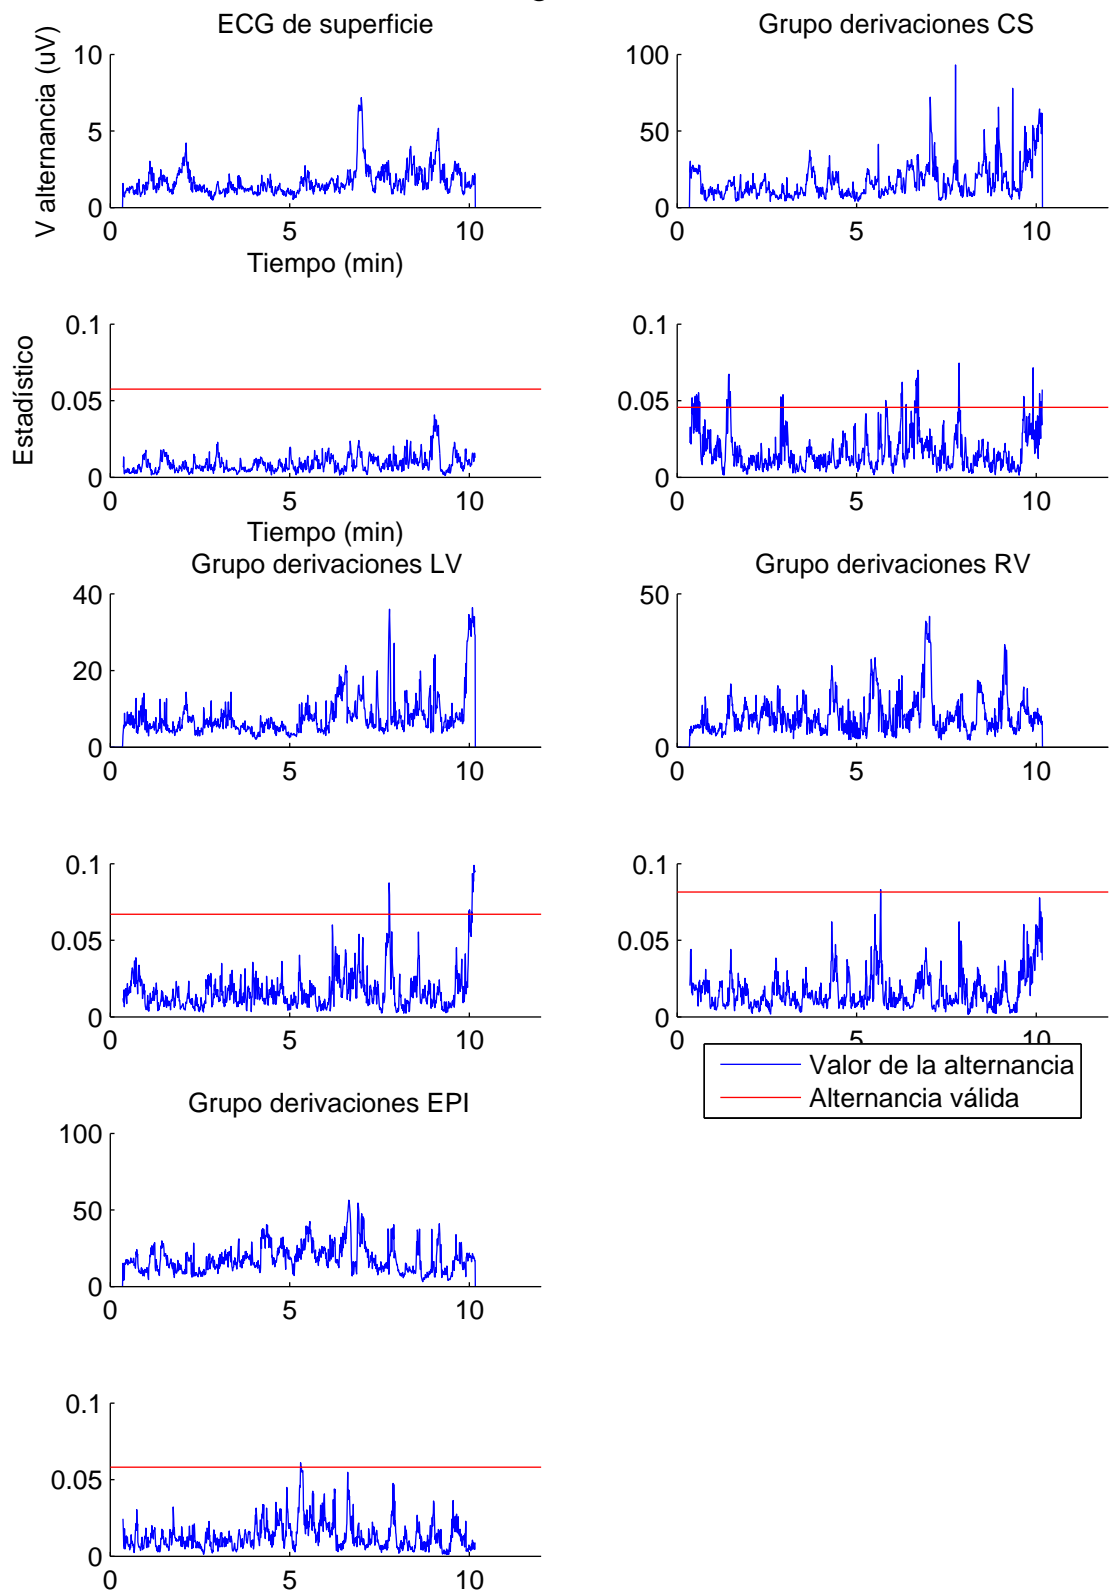 ECG de superficie
Grupo derivaciones CS
V alternancia (uV)
10
5
0
0 5 10
Tiempo (min)
100
50
0
0 5 10
Estadístico
0.1
0.05
0
0 5 10
Tiempo (min)
0.1
0.05
0
0 5 10
Grupo derivaciones LV
Grupo derivaciones RV
40
20
0
0 5 10
50
0
0 5 10
0.1
0.05
0
0 5 10
0.1
0.05
0
0 5 10
Valor de la alternancia
Alternancia válida
Grupo derivaciones EPI
100
50
0
0 5 10
0.1
0.05
0
0 5 10